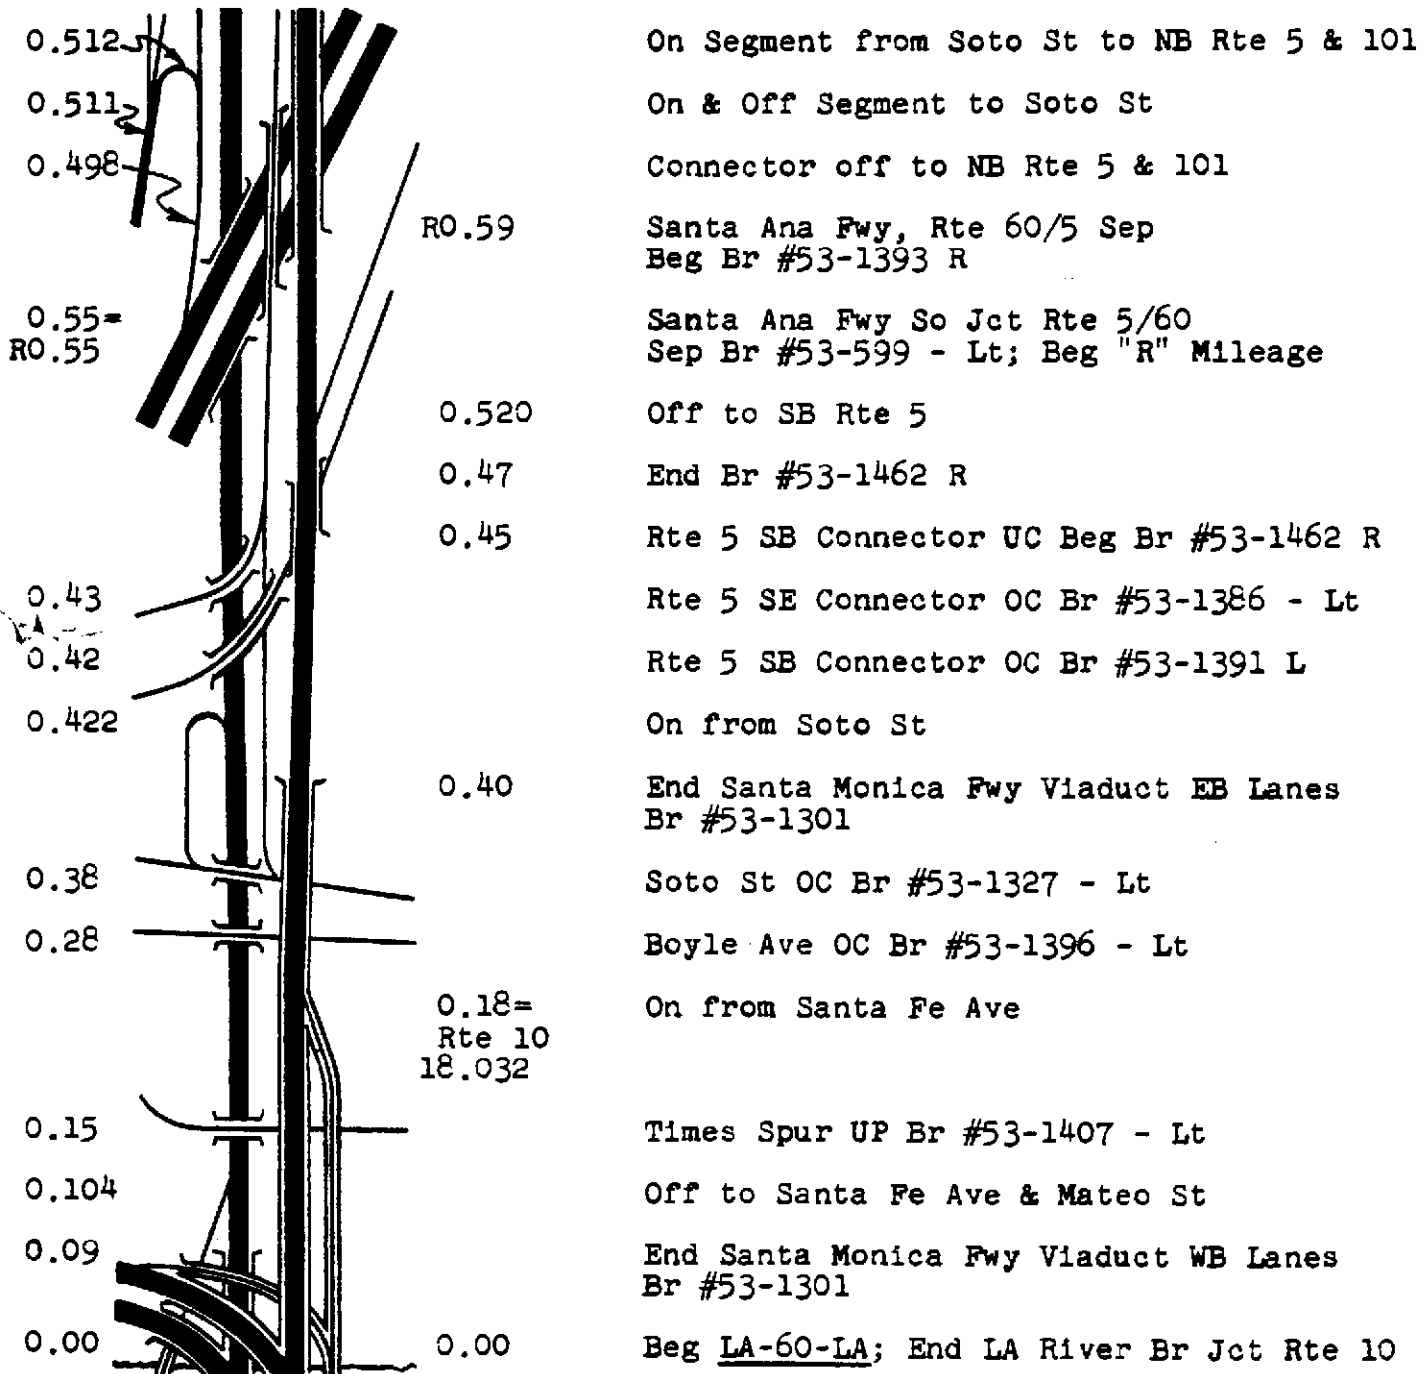 0.512 On Segment from Soto St to NB Rte 5 & 101
0.511 On & Off Segment to Soto St
0.498 Connector off to NB Rte 5 & 101
R0.59 Santa Ana Fwy, Rte 60/5 Sep
Beg Br #53-1393 R
0.55= Santa Ana Fwy So Jct Rte 5/60
R0.55 Sep Br #53-599 - Lt; Beg "R" Mileage
0.520 Off to SB Rte 5
0.47 End Br #53-1462 R
0.45 Rte 5 SB Connector UC Beg Br #53-1462 R
0.43 Rte 5 SE Connector OC Br #53-1386 - Lt
0.42 Rte 5 SB Connector OC Br #53-1391 L
0.422 On from Soto St
0.40 End Santa Monica Fwy Viaduct EB Lanes
Br #53-1301
0.38 Soto St OC Br #53-1327 - Lt
0.28 Boyle Ave OC Br #53-1396 - Lt
0.18= On from Santa Fe Ave
Rte 10
18.032
0.15 Times Spur UP Br #53-1407 - Lt
0.104 Off to Santa Fe Ave & Mateo St
0.09 End Santa Monica Fwy Viaduct WB Lanes
Br #53-1301
0.00 0.00 Beg LA-60-LA; End LA River Br Jct Rte 10